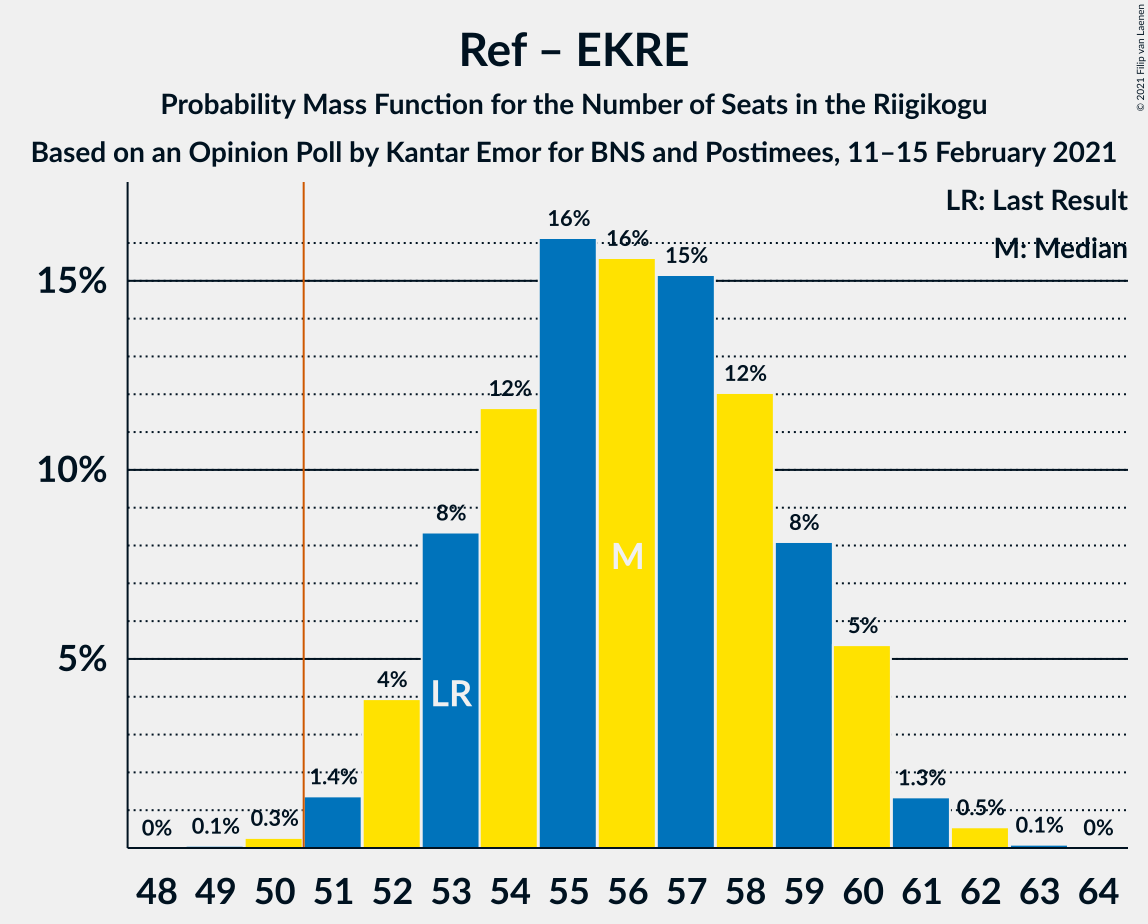 Ref – EKRE
Probability Mass Function for the Number of Seats in the Riigikogu
Based on an Opinion Poll by Kantar Emor for BNS and Postimees, 11–15 February 2021
© 2021 Filip van Laenen
LR: Last Result
M: Median
15%
10%
5%
0%
0.1%
0.3%
1.4%
4%
8%
12%
16%
16%
15%
12%
8%
5%
1.3%
0.5%
0.1%
0%
LR
M
48 49 50 51 52 53 54 55 56 57 58 59 60 61 62 63 64